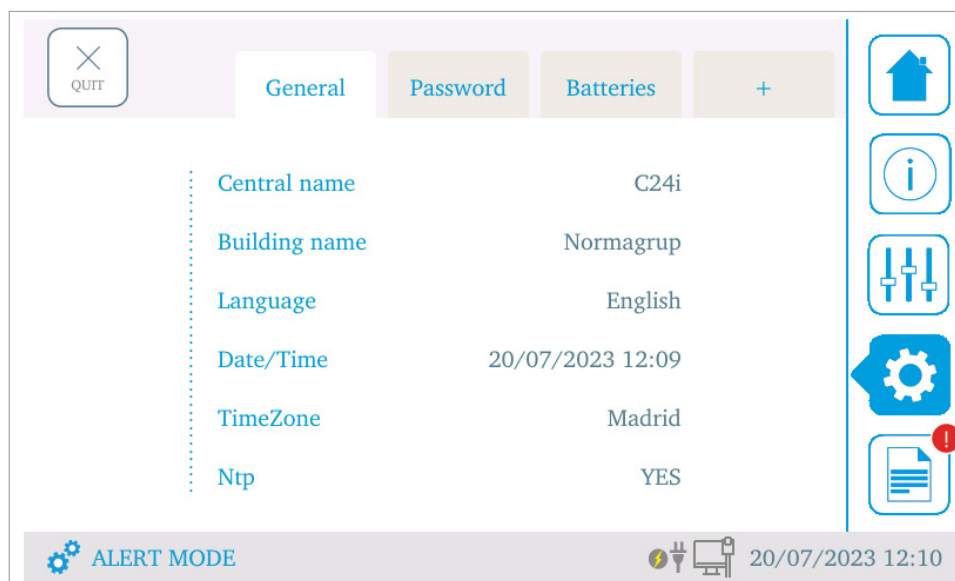 QUIT
General Password Batteries +
Central name C24i
Building name Normagrup
Language English
Date/Time 20/07/2023 12:09
TimeZone Madrid
Ntp YES
ALERT MODE 20/07/2023 12:10